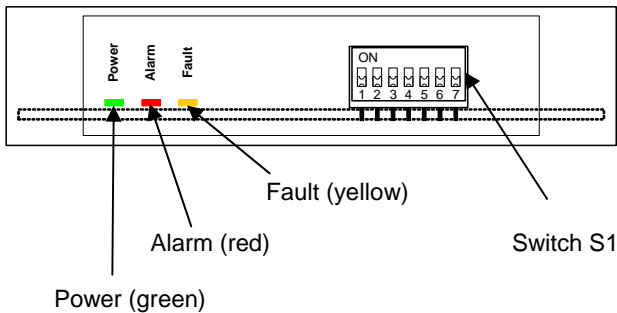 Power Alarm Fault
ON
1 2 3 4 5 6 7
Fault (yellow)
Alarm (red)
Switch S1
Power (green)